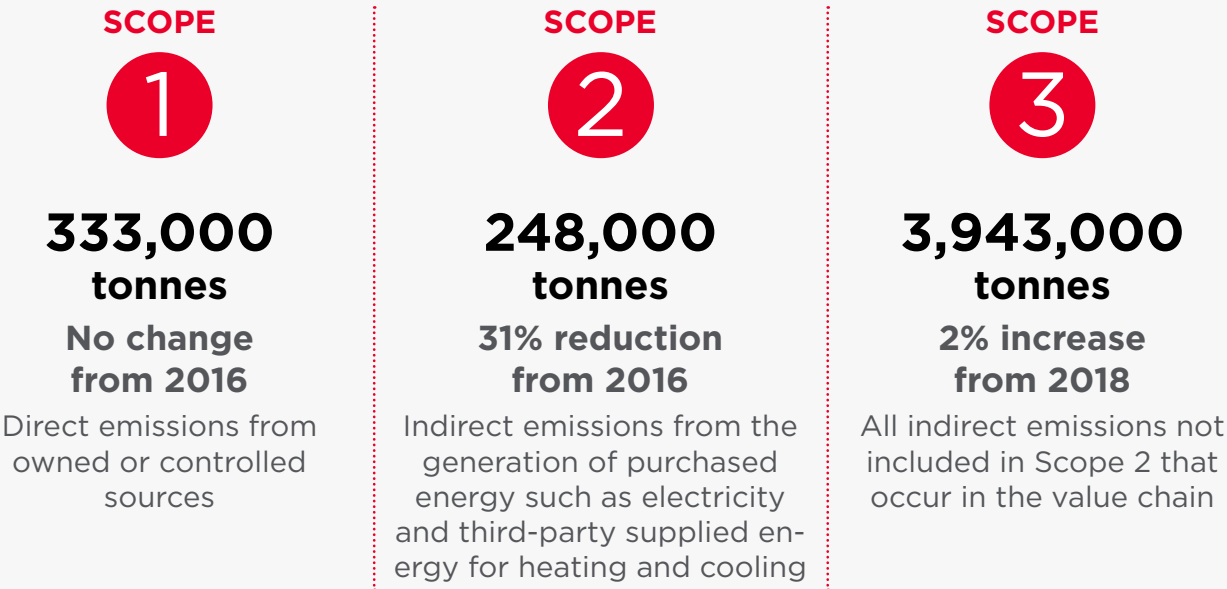 SCOPE
1
333,000
tonnes
No change
from 2016
Direct emissions from
owned or controlled
sources
SCOPE
2
248,000
tonnes
31% reduction
from 2016
Indirect emissions from the
generation of purchased
energy such as electricity
and third-party supplied en-
ergy for heating and cooling
SCOPE
3
3,943,000
tonnes
2% increase
from 2018
All indirect emissions not
included in Scope 2 that
occur in the value chain